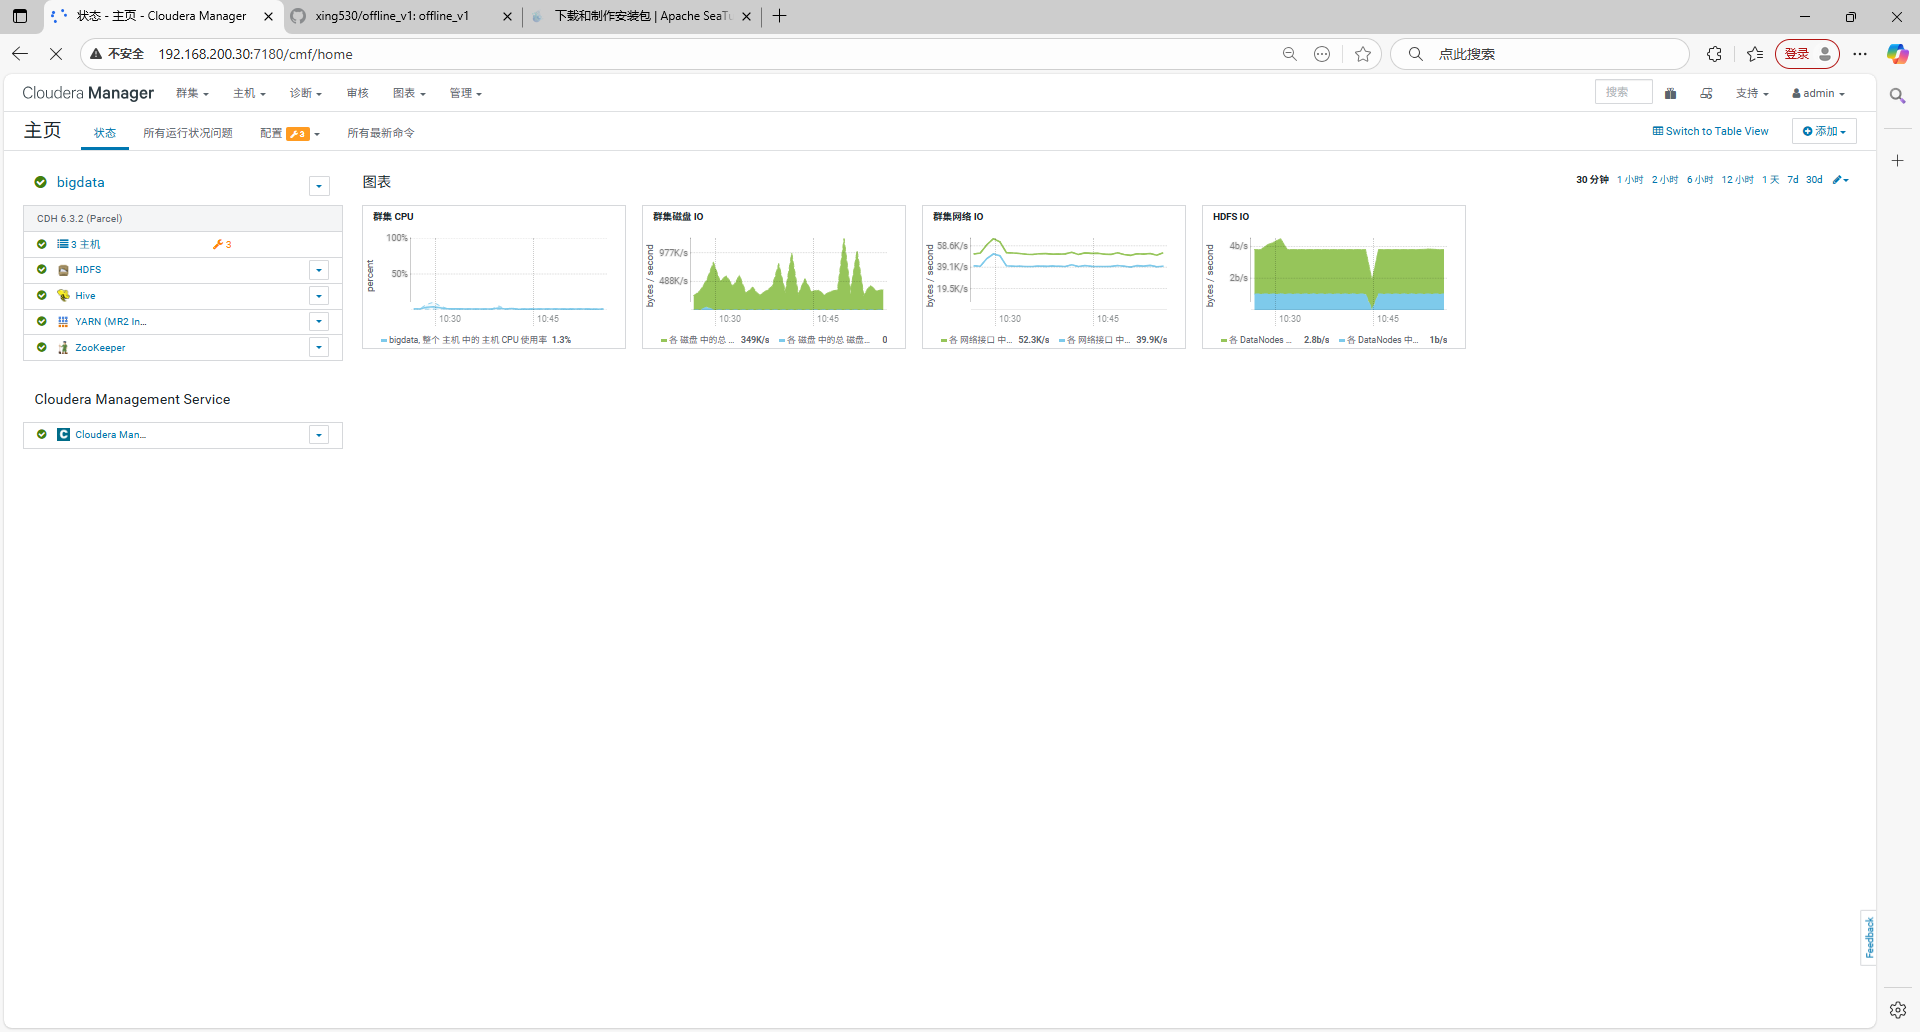 状态 - 主页 - Cloudera Manager
xing530/offline_v1: offline_v1
下载和制作安装包 | Apache SeaTu
不安全 192.168.200.30:7180/cmf/home
点此搜索
登录
Cloudera Manager 群集 主机 诊断 审核 图表 管理
搜索 支持 admin
主页 状态 所有运行状况问题 配置 3 所有最新命令
Switch to Table View 添加
bigdata
CDH 6.3.2 (Parcel)
3 主机 3
HDFS
Hive
YARN (MR2 In...
ZooKeeper
Cloudera Management Service
Cloudera Man...
图表
30 分钟 1 小时 2 小时 6 小时 12 小时 1 天 7d 30d
群集 CPU
percent
100%
50%
10:30 10:45
bigdata, 整个 主机 中的 主机 CPU 使用率 1.3%
群集磁盘 IO
bytes / second
977K/s
488K/s
10:30 10:45
各 磁盘 中的总 ... 349K/s 各 磁盘 中的总 磁盘... 0
群集网络 IO
bytes / second
58.6K/s
39.1K/s
19.5K/s
10:30 10:45
各 网络接口 中... 52.3K/s 各 网络接口 中... 39.9K/s
HDFS IO
bytes / second
4b/s
2b/s
10:30 10:45
各 DataNodes ... 2.8b/s 各 DataNodes 中... 1b/s
Feedback